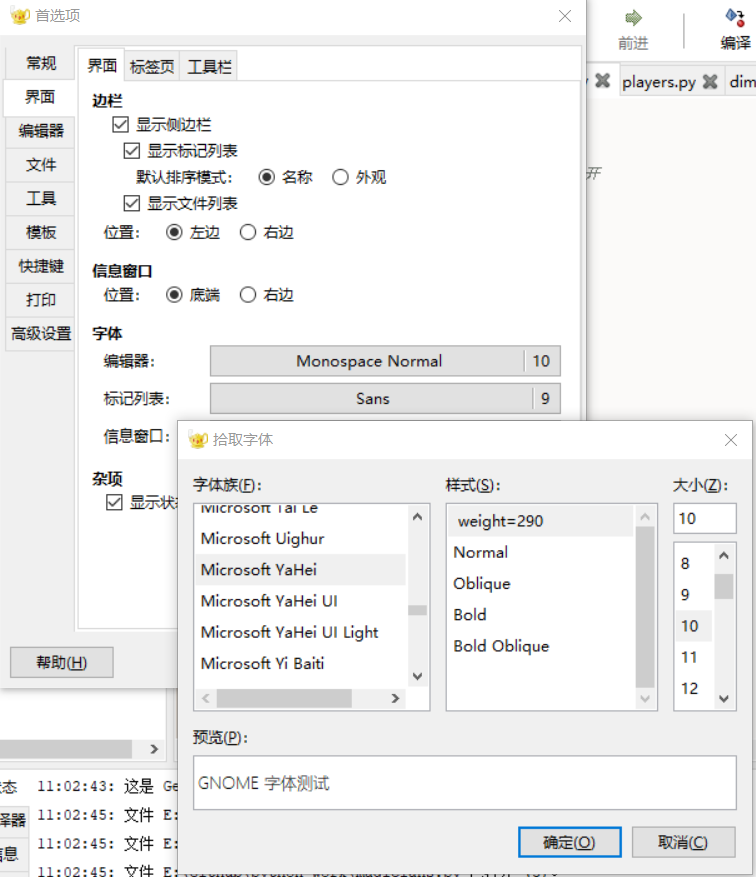 首选项
前进
编译
常规
界面
编辑器
文件
工具
模板
快捷键
打印
高级设置
界面 标签页 工具栏
players.py
dim
开
边栏
显示侧边栏
显示标记列表
默认排序模式: 名称 外观
显示文件列表
位置: 左边 右边
信息窗口
位置: 底端 右边
字体
编辑器: Monospace Normal 10
标记列表: Sans 9
信息窗口:
杂项
显示状
帮助(H)
拾取字体
字体族(F): 样式(S): 大小(Z):
Microsoft Tai Le
Microsoft Uighur
Microsoft YaHei
Microsoft YaHei UI
Microsoft YaHei UI Light
Microsoft Yi Baiti
weight=290
Normal
Oblique
Bold
Bold Oblique
10
8
9
10
11
12
预览(P):
GNOME 字体测试
确定(O) 取消(C)
状态
译器
信息
11:02:43: 这是 Ge
11:02:45: 文件 E:
11:02:45: 文件 E:
11:02:45: 文件 E: